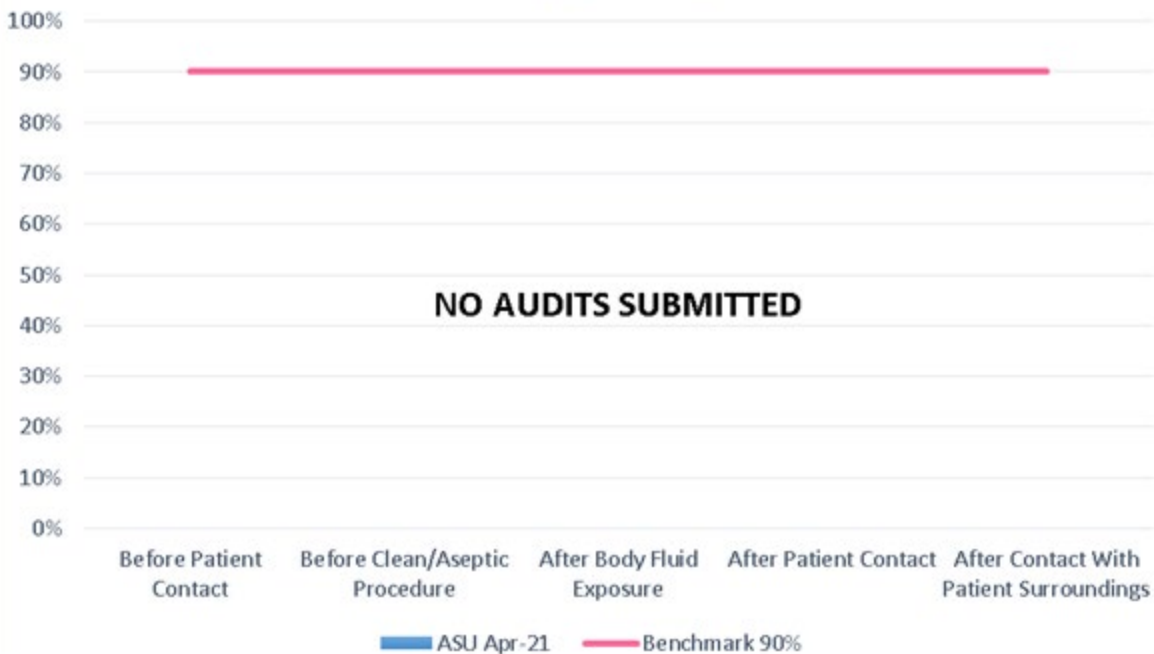 100%
90%
80%
70%
60%
50%
NO AUDITS SUBMITTED
40%
30%
20%
10%
0%
Before Patient
Contact
Before Clean/Aseptic
Procedure
After Body Fluid
Exposure
After Patient Contact
After Contact With
Patient Surroundings
ASU Apr-21
Benchmark 90%